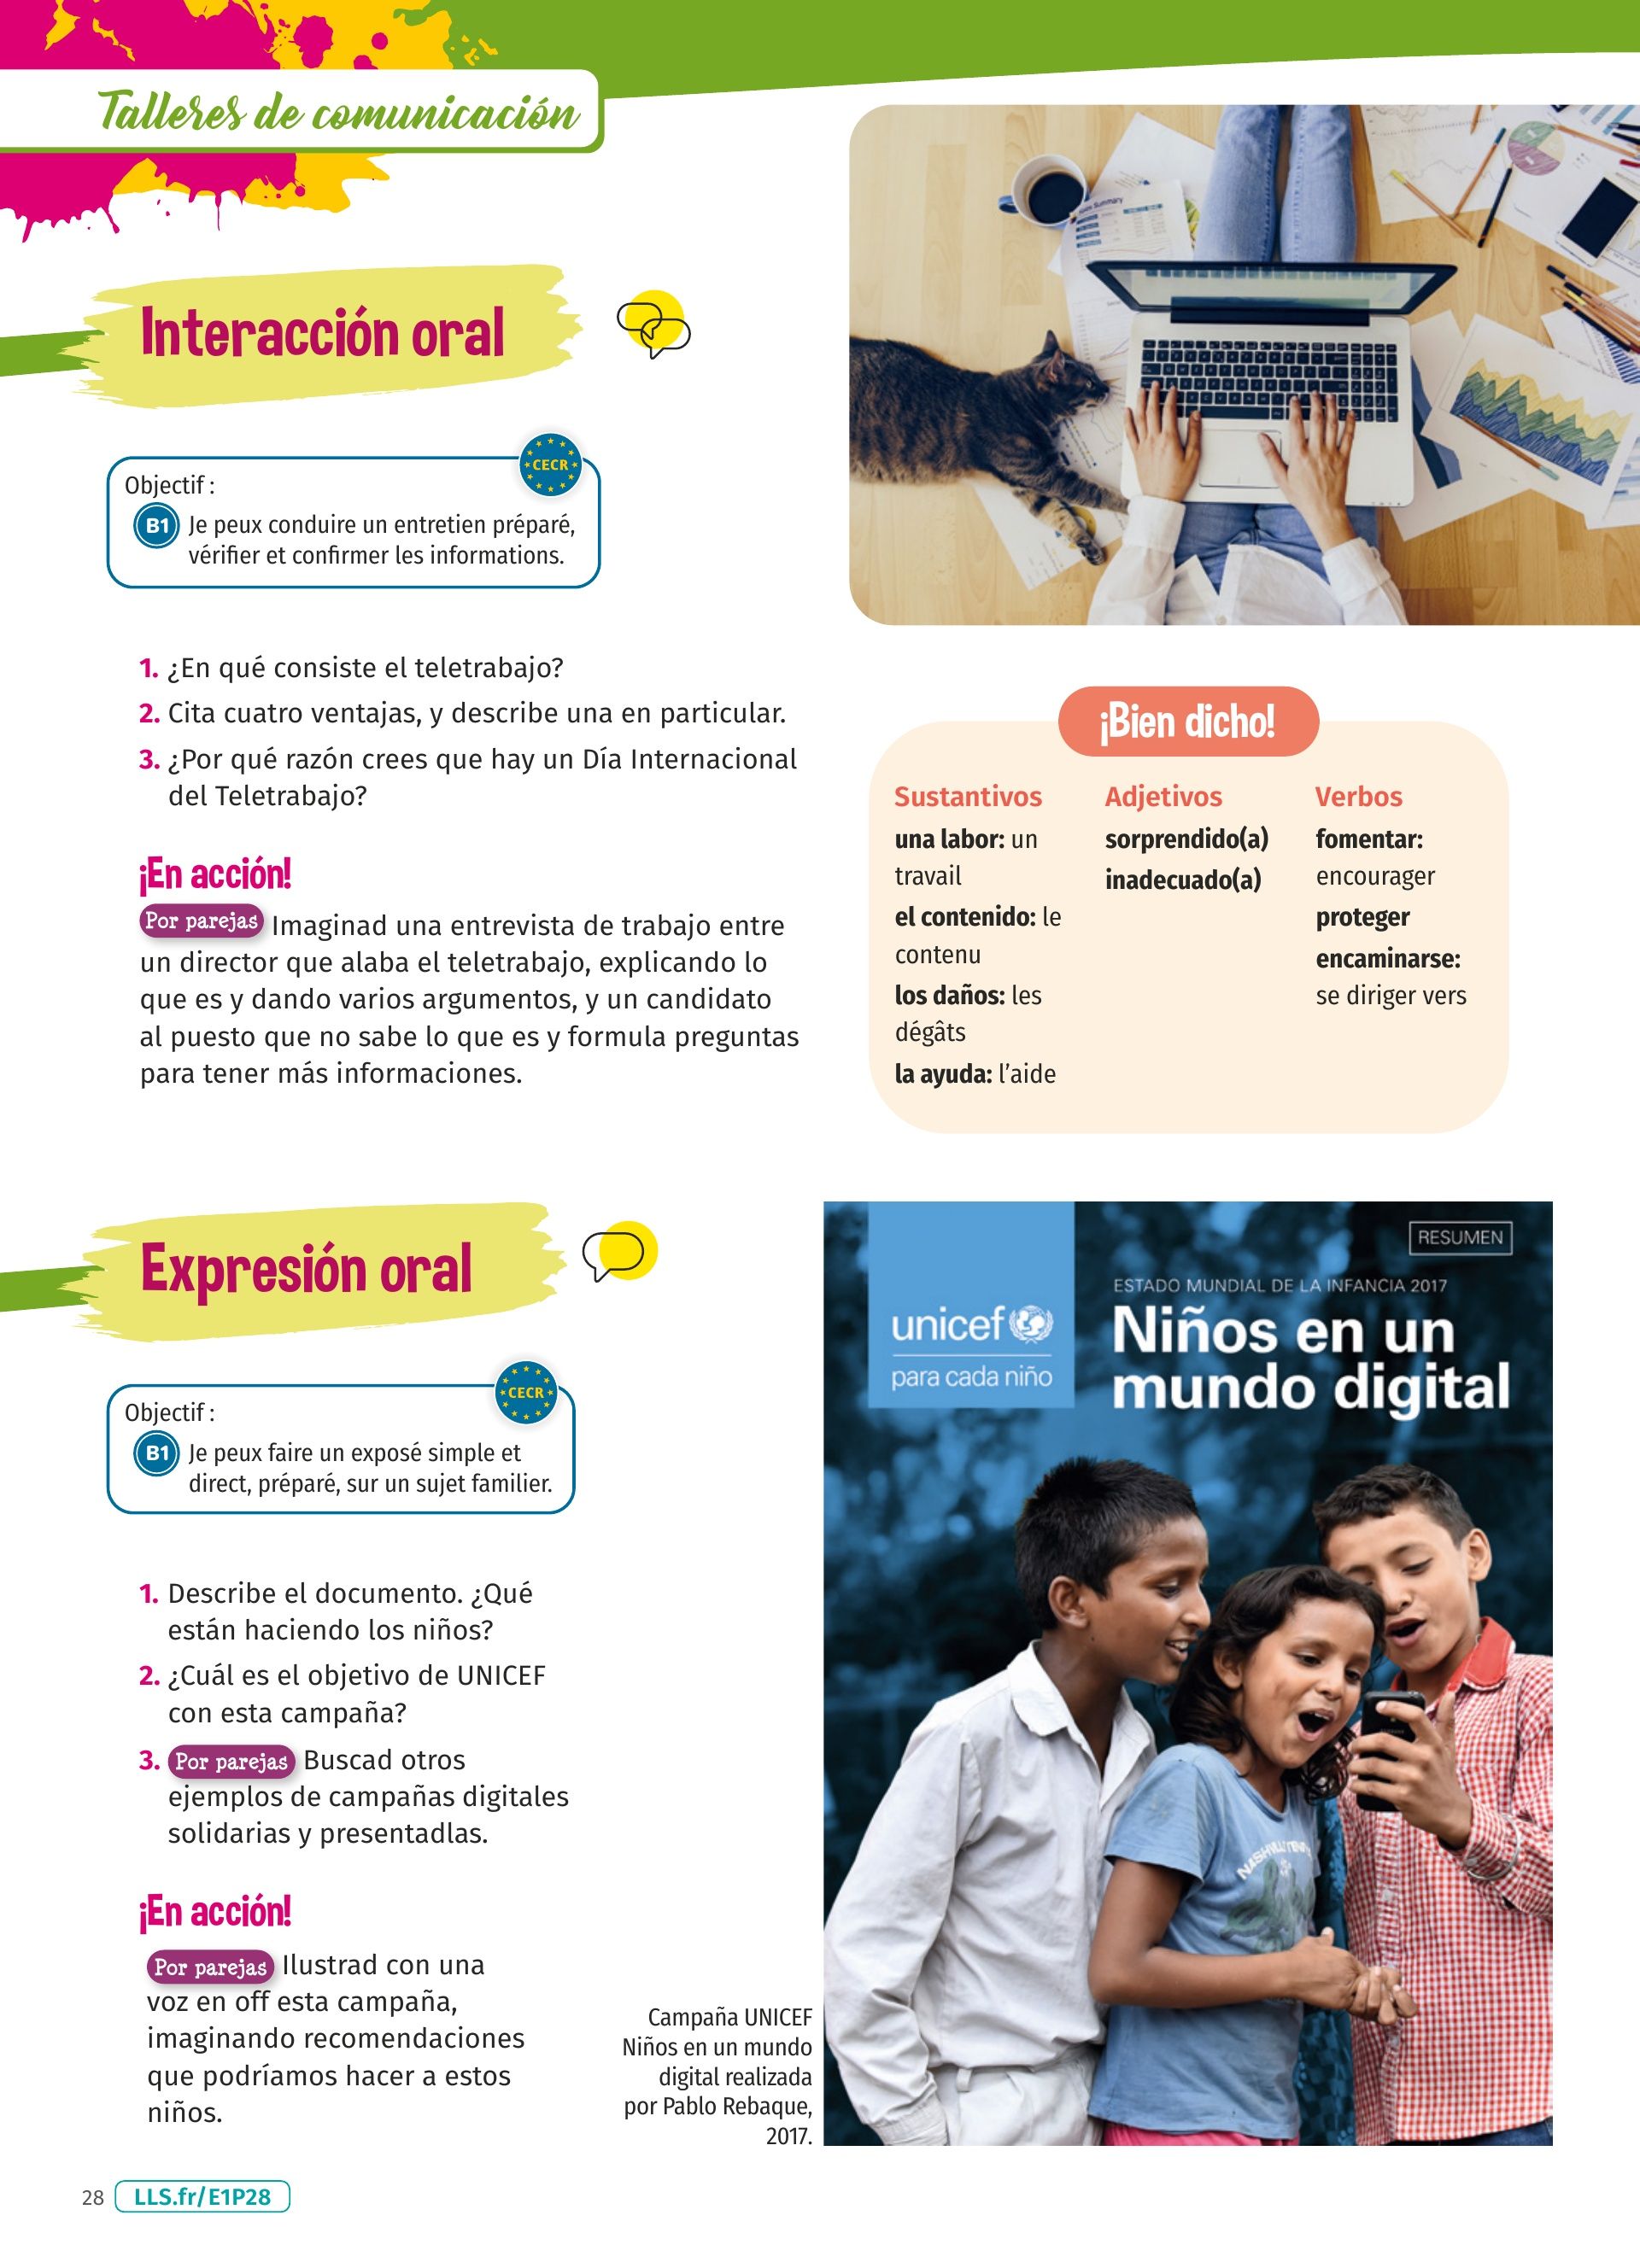 Talleres de comunicación
Interacción oral
CECR
Objectif :
B1 Je peux conduire un entretien préparé,
vérifier et confirmer les informations.
1. ¿En qué consiste el teletrabajo?
2. Cita cuatro ventajas, y describe una en particular.
3. ¿Por qué razón crees que hay un Día Internacional
del Teletrabajo?
¡En acción!
Por parejas Imaginad una entrevista de trabajo entre
un director que alaba el teletrabajo, explicando lo
que es y dando varios argumentos, y un candidato
al puesto que no sabe lo que es y formula preguntas
para tener más informaciones.
¡Bien dicho!
Sustantivos
una labor: un
travail
el contenido: le
contenu
los daños: les
dégâts
la ayuda: l'aide
Adjetivos
sorprendido(a)
inadecuado(a)
Verbos
fomentar:
encourager
proteger
encaminarse:
se diriger vers
Expresión oral
CECR
Objectif :
B1 Je peux faire un exposé simple et
direct, préparé, sur un sujet familier.
1. Describe el documento. ¿Qué
están haciendo los niños?
2. ¿Cuál es el objetivo de UNICEF
con esta campaña?
3. Por parejas Buscad otros
ejemplos de campañas digitales
solidarias y presentadlas.
¡En acción!
Por parejas Ilustrad con una
voz en off esta campaña,
imaginando recomendaciones
que podríamos hacer a estos
niños.
RESUMEN
ESTADO MUNDIAL DE LA INFANCIA 2017
Niños en un
mundo digital
unicef
para cada niño
Campaña UNICEF
Niños en un mundo
digital realizada
por Pablo Rebaque,
2017.
28 LLS.fr/E1P28